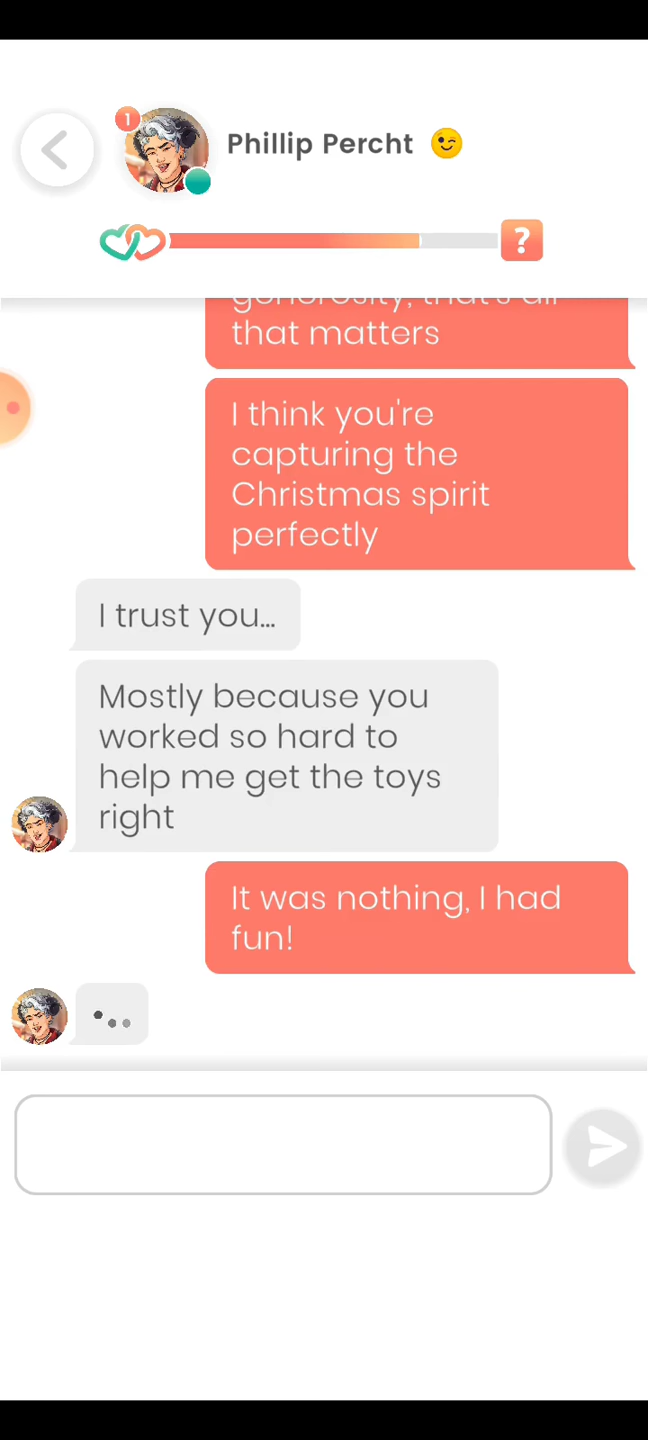 1
Phillip Percht 😉
?
that matters
I think you're
capturing the
Christmas spirit
perfectly
I trust you...
Mostly because you
worked so hard to
help me get the toys
right
It was nothing, I had
fun!